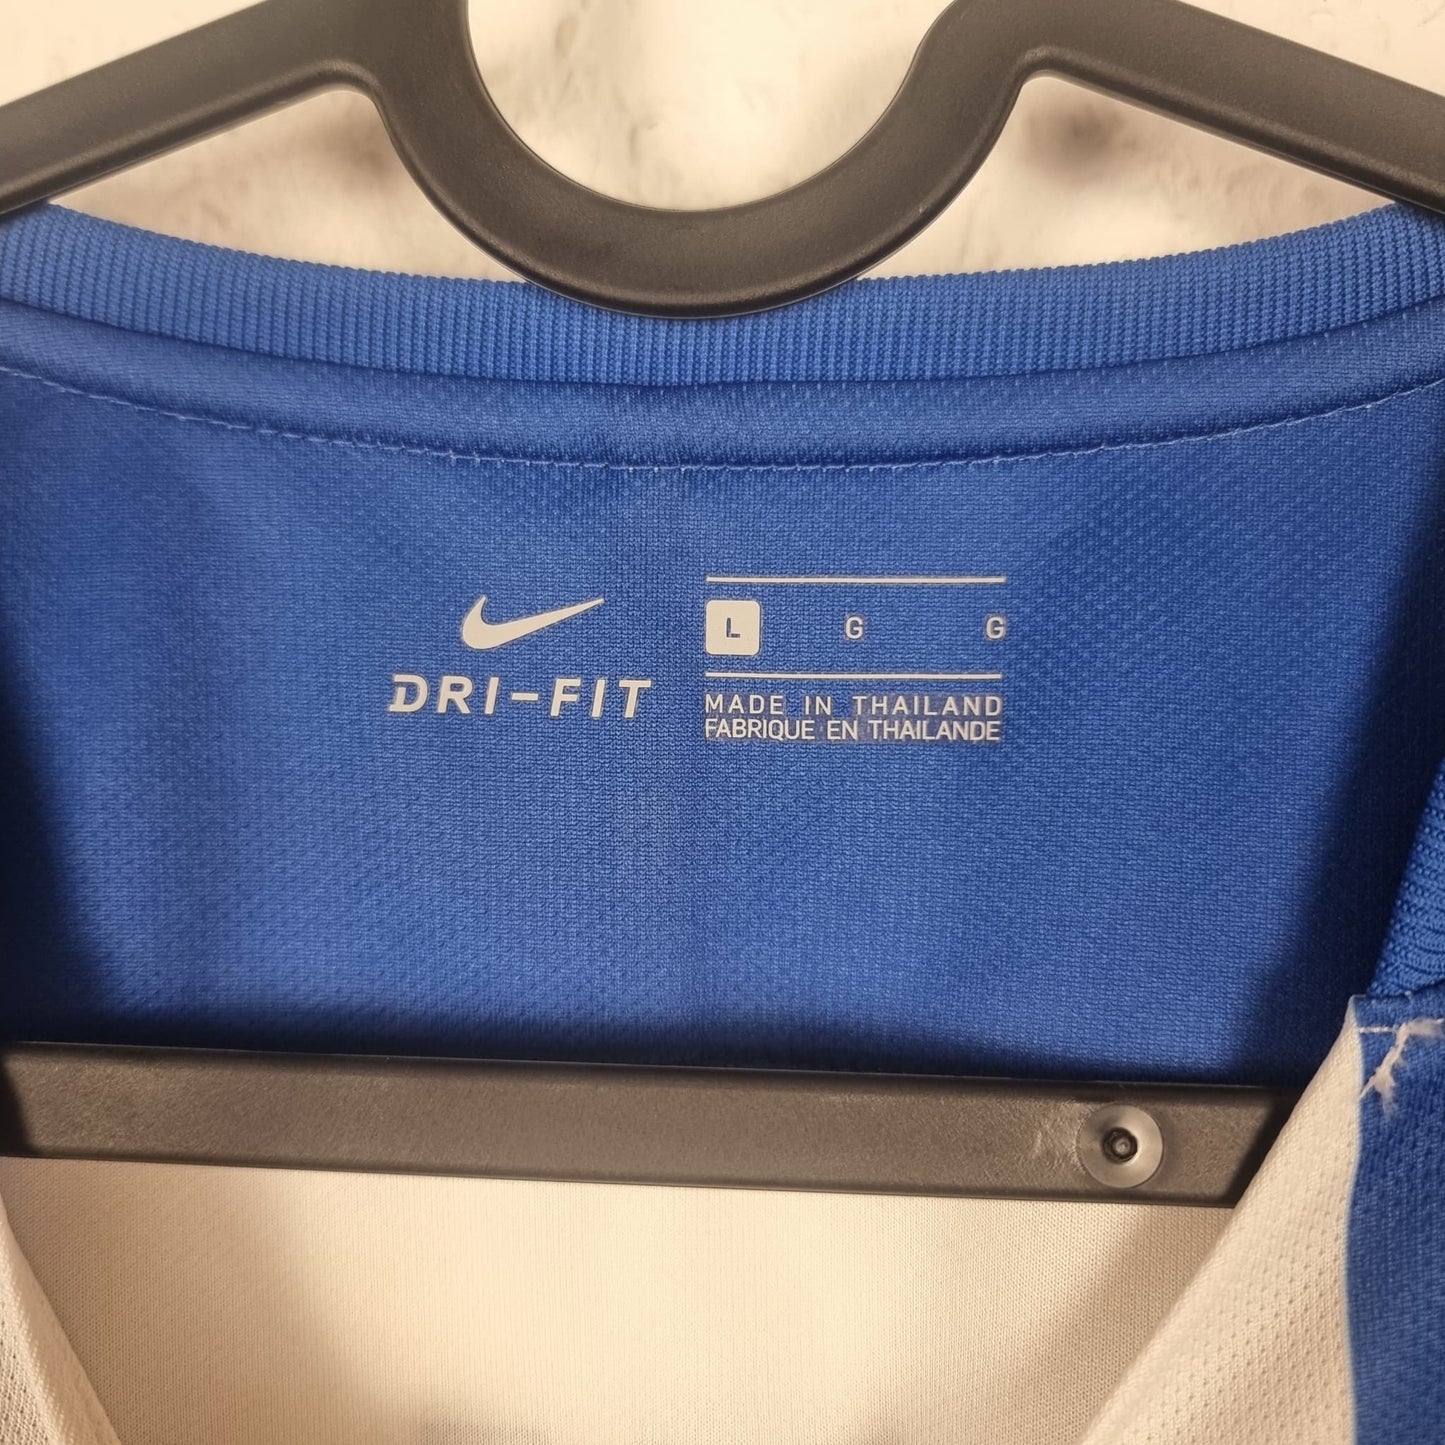 DRI-FIT
L G G
MADE IN THAILAND
FABRIQUE EN THAILANDE